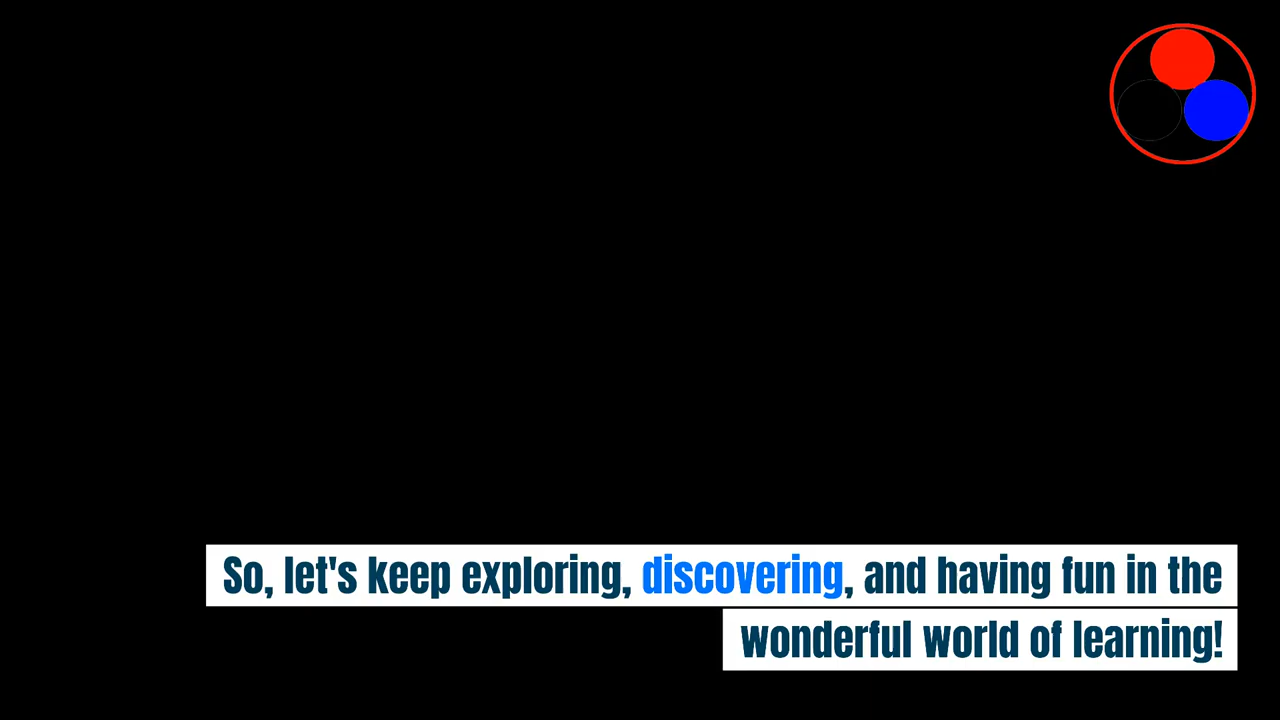 So, let's keep exploring, discovering, and having fun in the
wonderful world of learning!